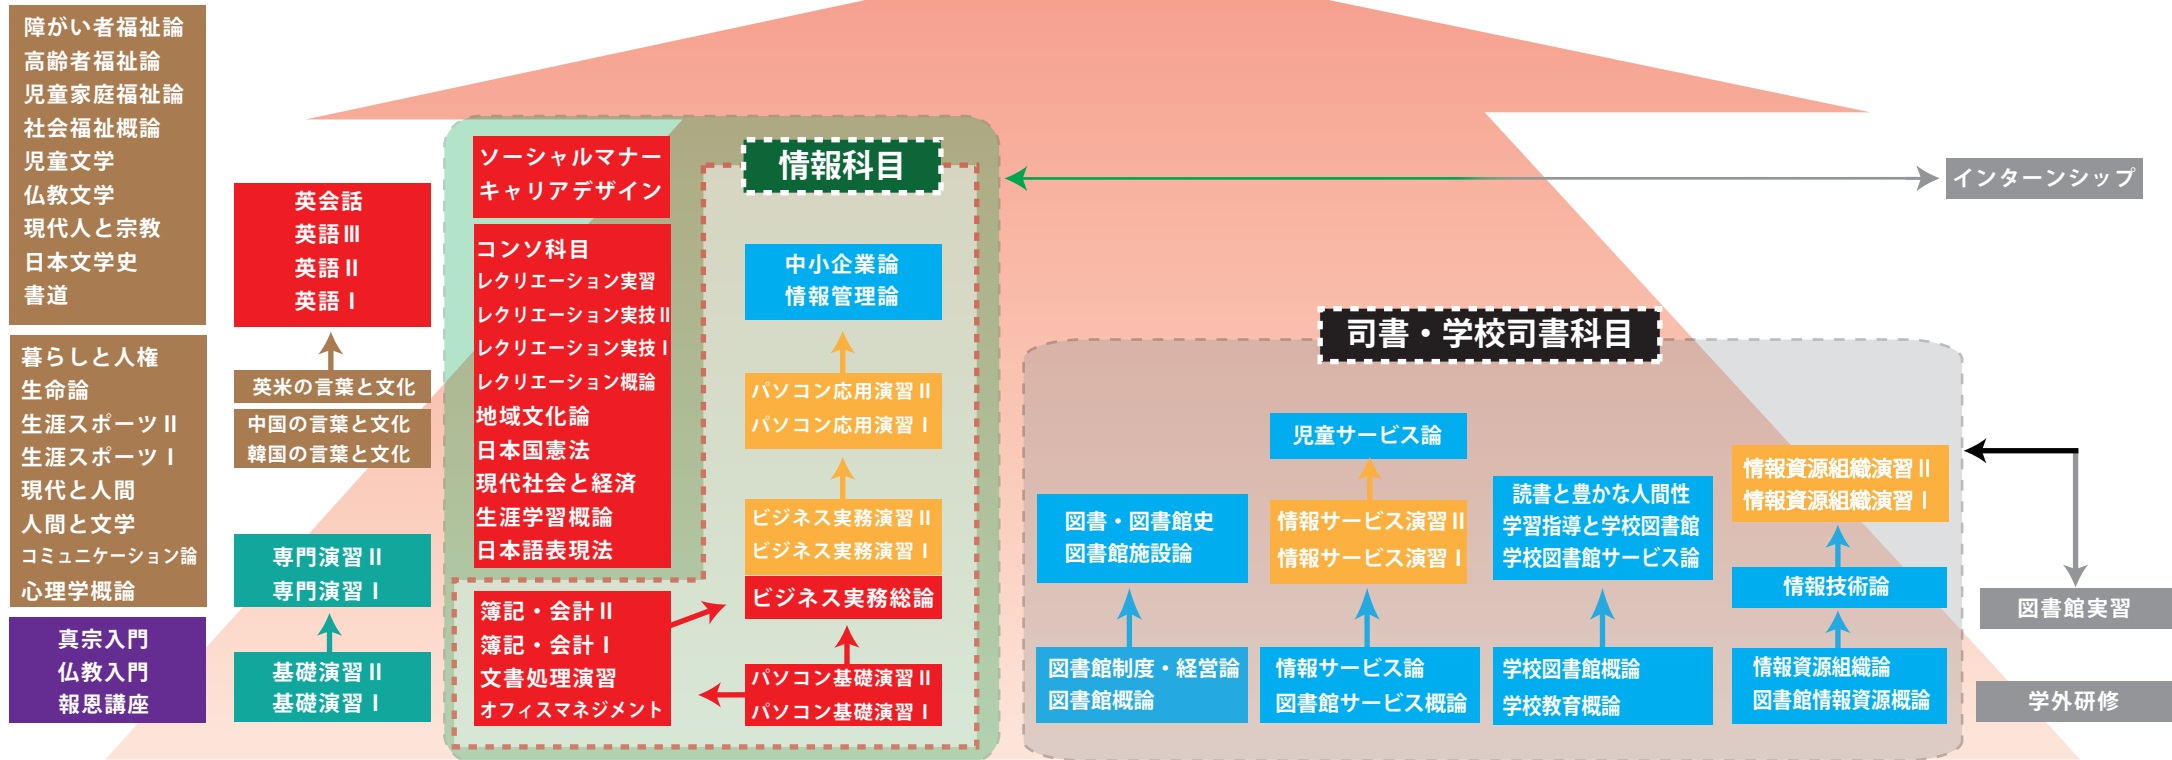 障がい者福祉論
高齢者福祉論
児童家庭福祉論
社会福祉概論
児童文学
仏教文学
現代人と宗教
日本文学史
書道
暮らしと人権
生命論
生涯スポーツⅡ
生涯スポーツⅠ
現代と人間
人間と文学
コミュニケーション論
心理学概論
真宗入門
仏教入門
報恩講座
英会話
英語Ⅲ
英語Ⅱ
英語Ⅰ
英米の言葉と文化
中国の言葉と文化
韓国の言葉と文化
専門演習Ⅱ
専門演習Ⅰ
基礎演習Ⅱ
基礎演習Ⅰ
ソーシャルマナー
キャリアデザイン
コンソ科目
レクリエーション実習
レクリエーション実技Ⅱ
レクリエーション実技Ⅰ
レクリエーション概論
地域文化論
日本国憲法
現代社会と経済
生涯学習概論
日本語表現法
簿記・会計Ⅱ
簿記・会計Ⅰ
文書処理演習
オフィスマネジメント
情報科目
中小企業論
情報管理論
パソコン応用演習Ⅱ
パソコン応用演習Ⅰ
ビジネス実務演習Ⅱ
ビジネス実務演習Ⅰ
ビジネス実務総論
パソコン基礎演習Ⅱ
パソコン基礎演習Ⅰ
司書・学校司書科目
図書・図書館史
図書館施設論
図書館制度・経営論
図書館概論
児童サービス論
情報サービス演習Ⅱ
情報サービス演習Ⅰ
情報サービス論
図書館サービス概論
読書と豊かな人間性
学習指導と学校図書館
学校図書館サービス論
学校図書館概論
学校教育概論
情報資源組織演習Ⅱ
情報資源組織演習Ⅰ
情報技術論
情報資源組織論
図書館情報資源概論
インターンシップ
図書館実習
学外研修